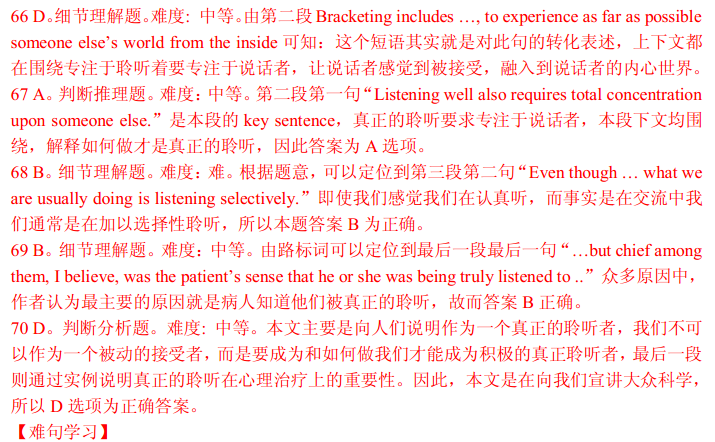 66 D。细节理解题。难度: 中等。由第二段 Bracketing includes …, to experience as far as possible
someone else’s world from the inside 可知：这个短语其实就是对此句的转化表述，上下文都
在围绕专注于聆听着要专注于说话者，让说话者感觉到被接受，融入到说话者的内心世界。
67 A。判断推理题。难度：中等。第二段第一句“Listening well also requires total concentration
upon someone else.”是本段的 key sentence，真正的聆听要求专注于说话者，本段下文均围
绕，解释如何做才是真正的聆听，因此答案为 A 选项。
68 B。细节理解题。难度：难。根据题意，可以定位到第三段第二句“Even though … what we
are usually doing is listening selectively.”即使我们感觉我们在认真听，而事实是在交流中我
们通常是在加以选择性聆听，所以本题答案 B 为正确。
69 B。细节理解题。难度：中等。由路标词可以定位到最后一段最后一句“…but chief among
them, I believe, was the patient’s sense that he or she was being truly listened to ..”众多原因中，
作者认为最主要的原因就是病人知道他们被真正的聆听，故而答案 B 正确。
70 D。判断分析题。难度: 中等。本文主要是向人们说明作为一个真正的聆听者，我们不可
以作为一个被动的接受者，而是要成为和如何做我们才能成为积极的真正聆听者，最后一段
则通过实例说明真正的聆听在心理治疗上的重要性。因此，本文是在向我们宣讲大众科学，
所以 D 选项为正确答案。
【难句学习】